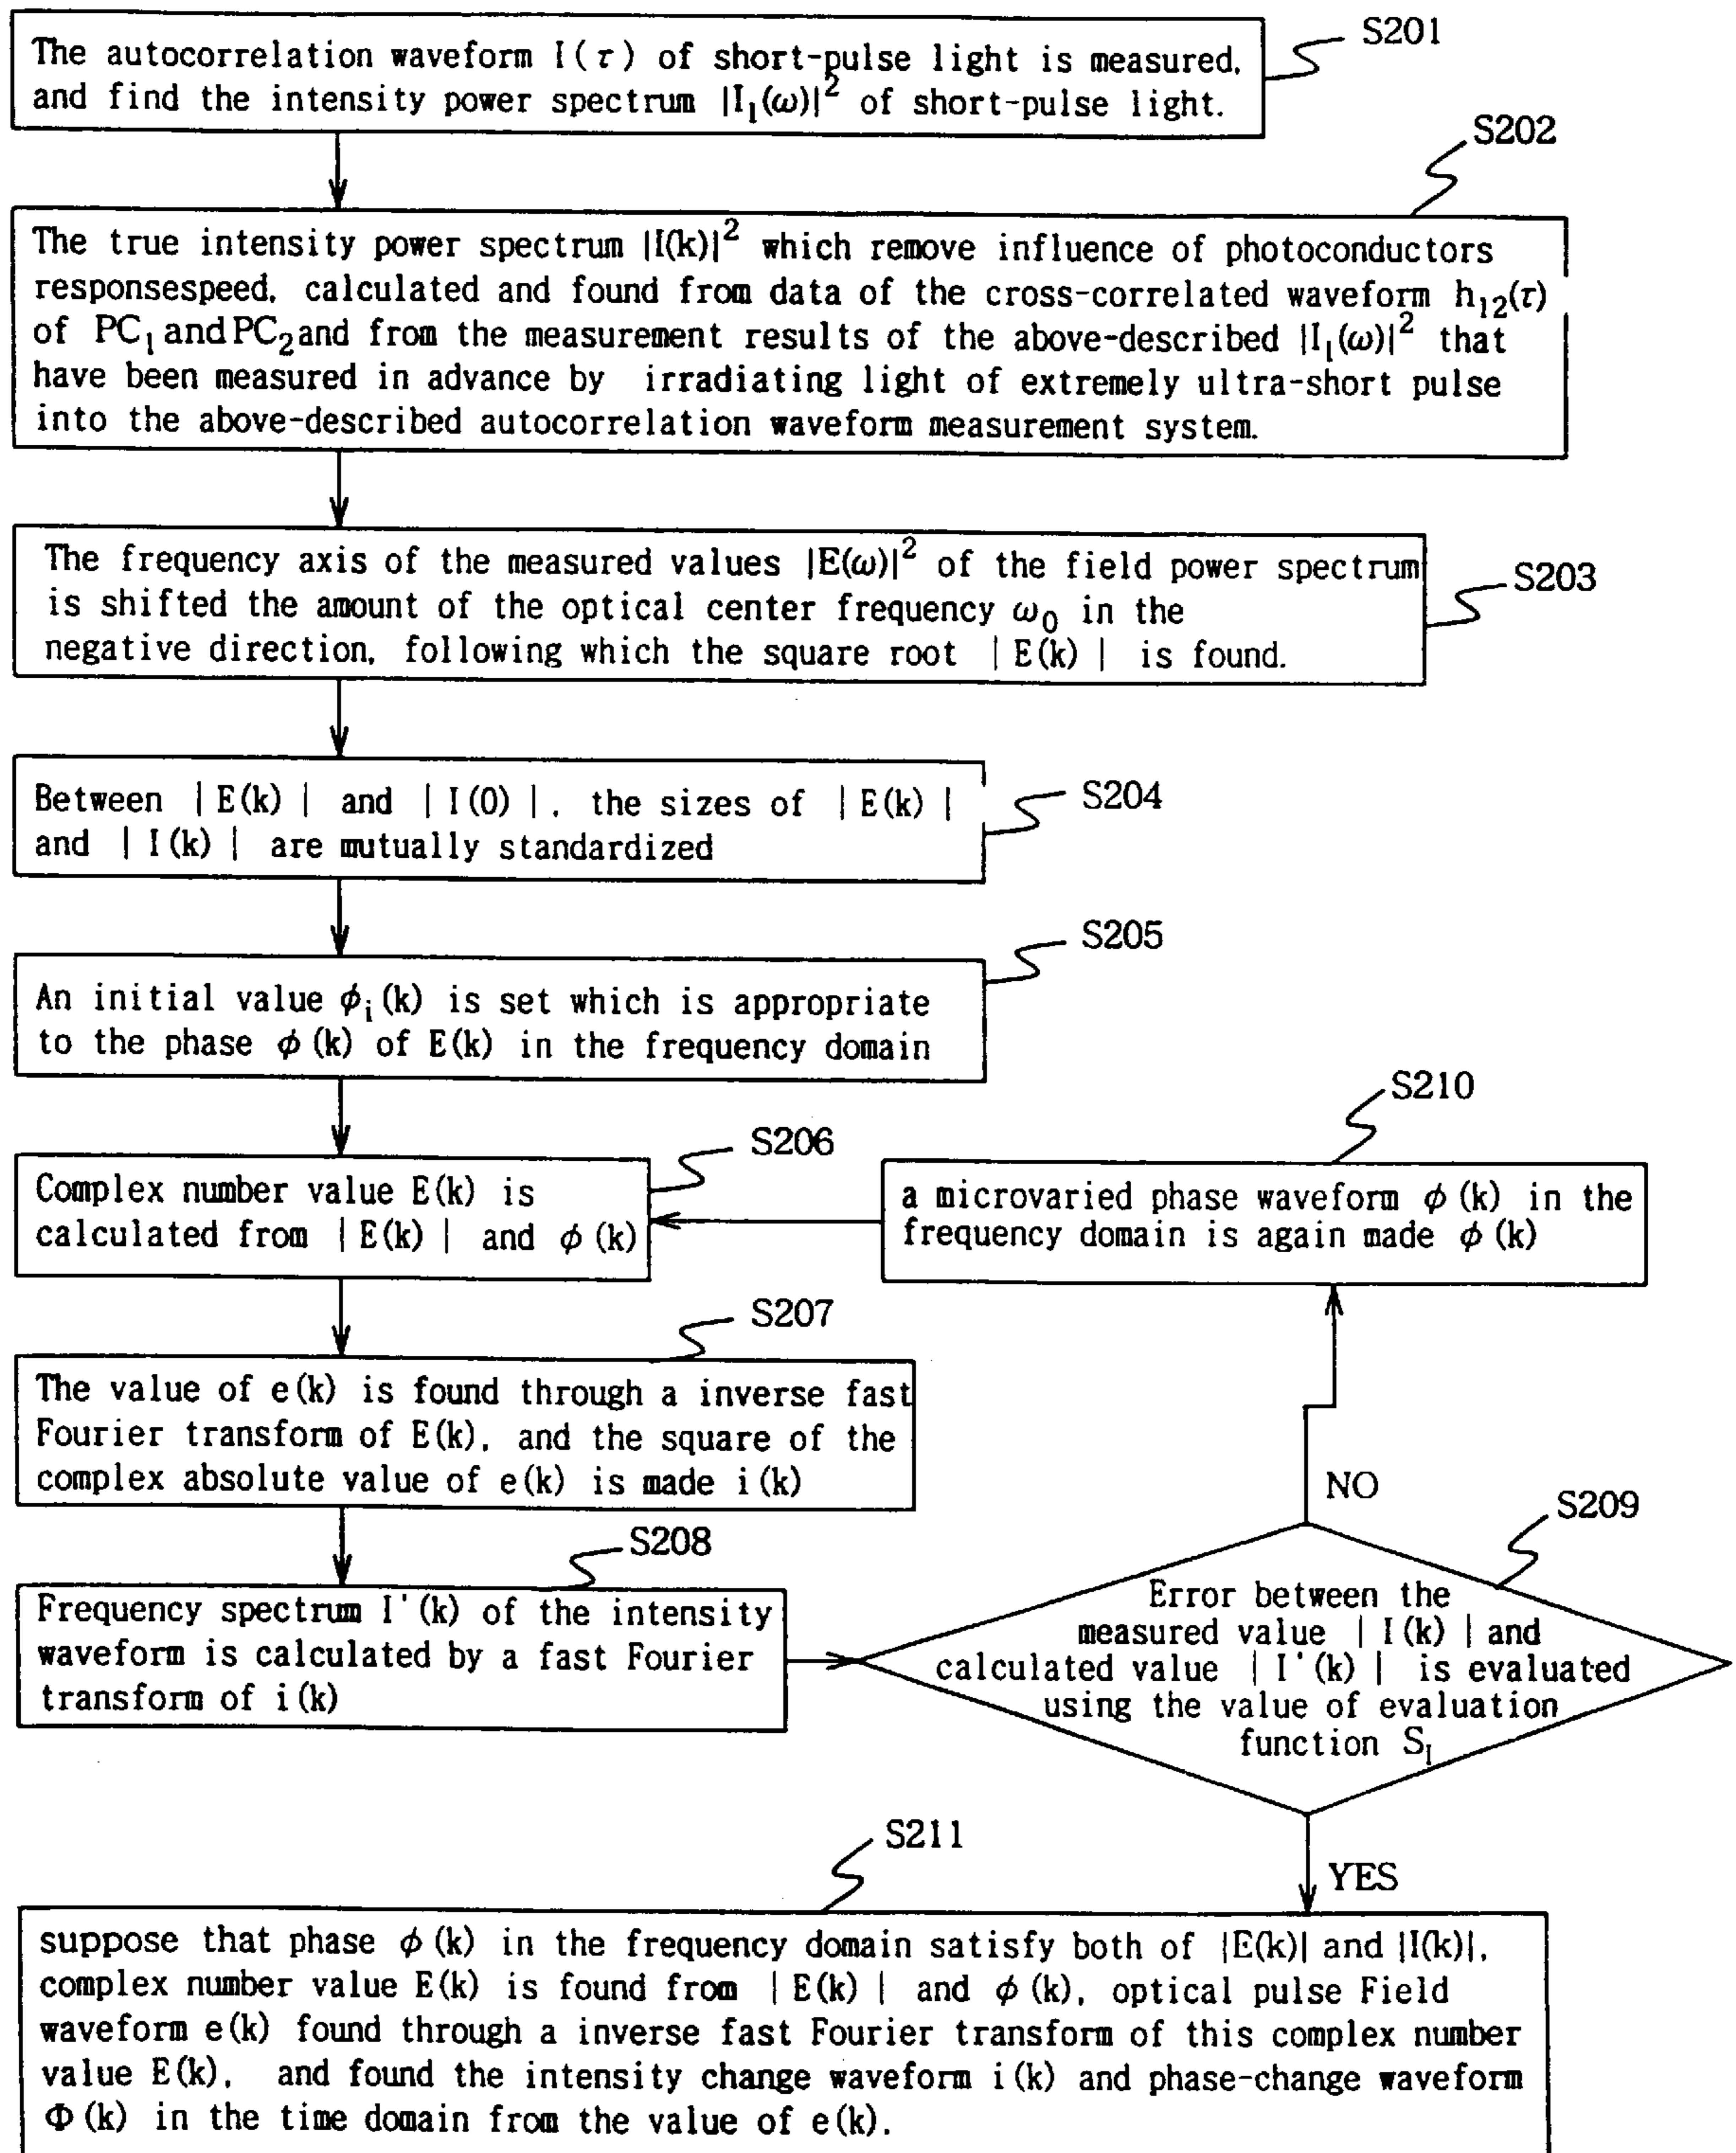 S201
The autocorrelation waveform I(τ) of short-pulse light is measured,
and find the intensity power spectrum |I₁(ω)|² of short-pulse light.
S202
The true intensity power spectrum |I(k)|² which remove influence of photoconductors
responsespeed, calculated and found from data of the cross-correlated waveform h₁₂(τ)
of PC₁andPC₂and from the measurement results of the above-described |I₁(ω)|² that
have been measured in advance by irradiating light of extremely ultra-short pulse
into the above-described autocorrelation waveform measurement system.
The frequency axis of the measured values |E(ω)|² of the field power spectrum
is shifted the amount of the optical center frequency ω₀ in the
negative direction, following which the square root |E(k)| is found.
S203
Between |E(k)| and |I(0)|, the sizes of |E(k)|
and |I(k)| are mutually standardized
S204
S205
An initial value ϕᵢ(k) is set which is appropriate
to the phase ϕ(k) of E(k) in the frequency domain
S210
S206
Complex number value E(k) is
calculated from |E(k)| and ϕ(k)
a microvaried phase waveform ϕ(k) in the
frequency domain is again made ϕ(k)
S207
The value of e(k) is found through a inverse fast
Fourier transform of E(k), and the square of the
complex absolute value of e(k) is made i(k)
NO
S209
S208
Frequency spectrum I'(k) of the intensity
waveform is calculated by a fast Fourier
transform of i(k)
Error between the
measured value |I(k)| and
calculated value |I'(k)| is evaluated
using the value of evaluation
function S_I
S211
YES
suppose that phase ϕ(k) in the frequency domain satisfy both of |E(k)| and |I(k)|,
complex number value E(k) is found from |E(k)| and ϕ(k), optical pulse Field
waveform e(k) found through a inverse fast Fourier transform of this complex number
value E(k), and found the intensity change waveform i(k) and phase-change waveform
Φ(k) in the time domain from the value of e(k).